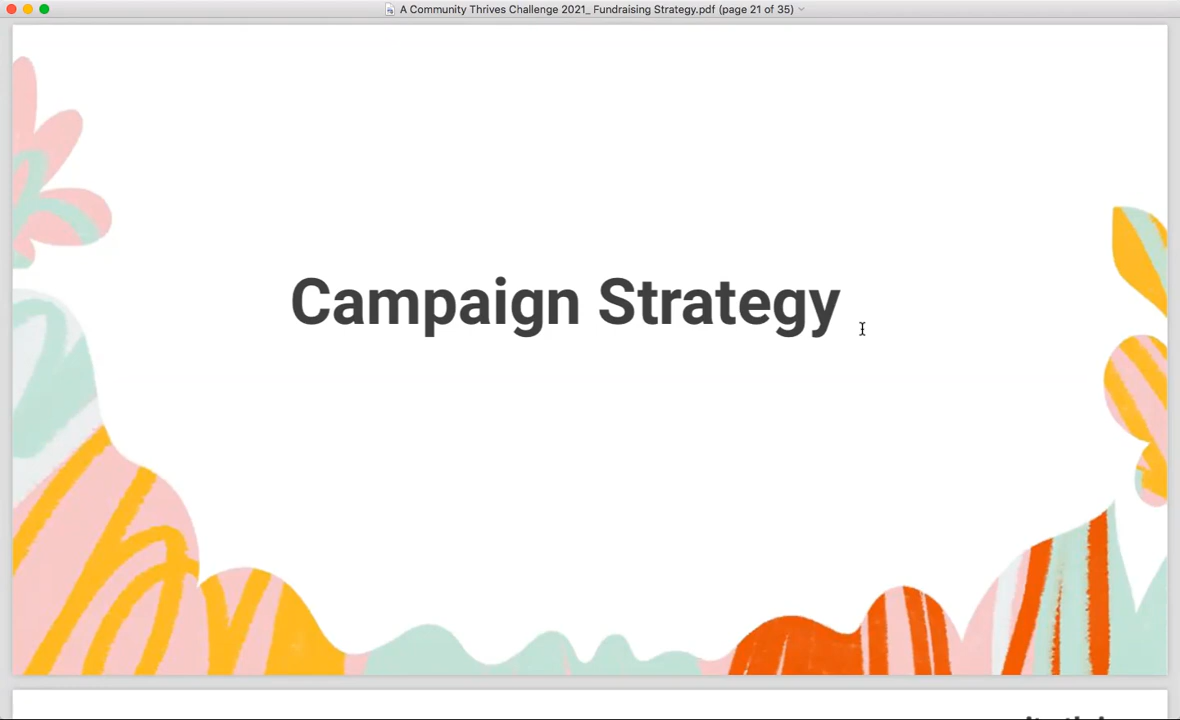 A Community Thrives Challenge 2021_ Fundraising Strategy.pdf (page 21 of 35)
Campaign Strategy